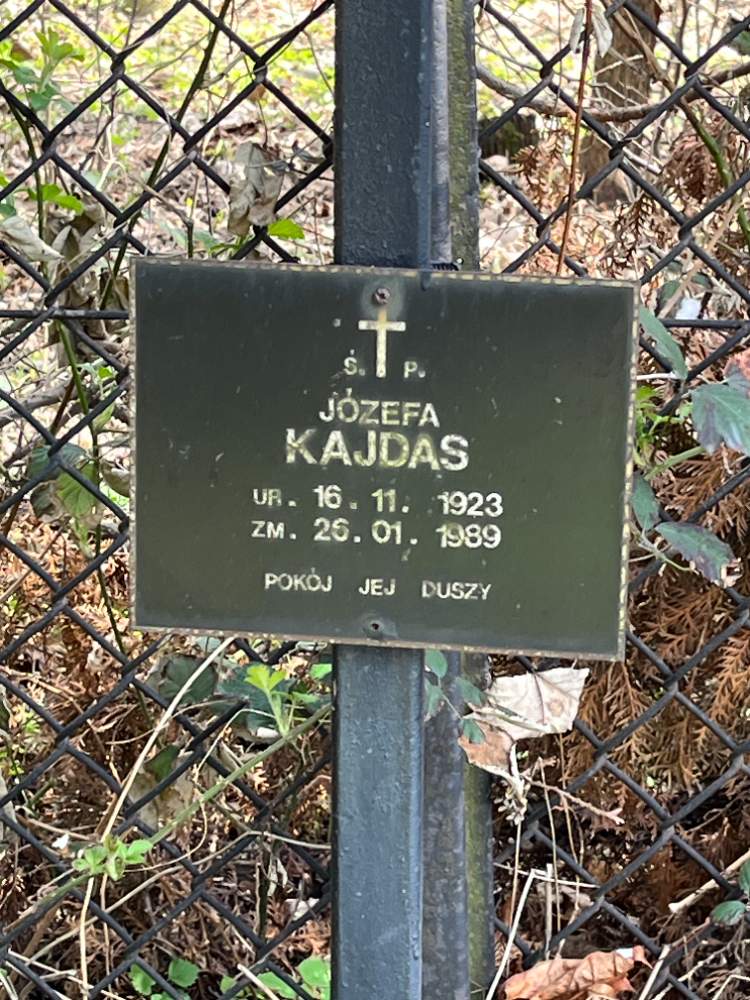 Ś. P.
JÓZEFA
KAJDAS
UR. 16. 11. 1923
ZM. 26. 01. 1989
POKÓJ JEJ DUSZY